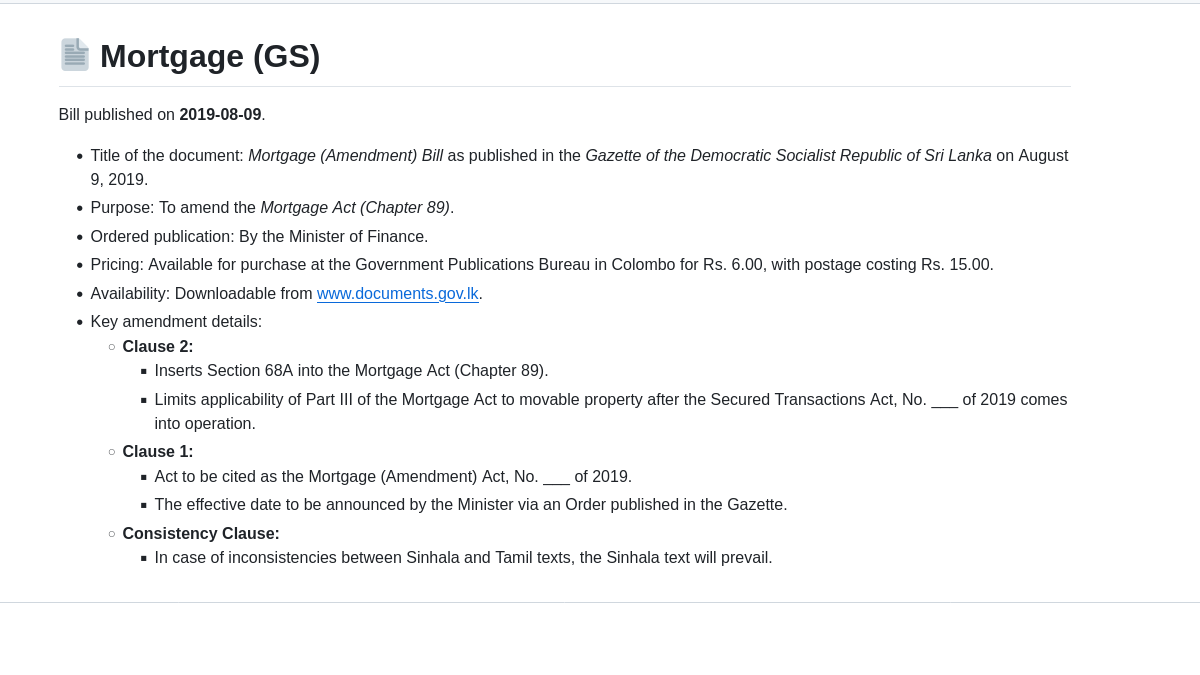 Mortgage (GS)
Bill published on 2019-08-09.
Title of the document: Mortgage (Amendment) Bill as published in the Gazette of the Democratic Socialist Republic of Sri Lanka on August
9, 2019.
Purpose: To amend the Mortgage Act (Chapter 89).
Ordered publication: By the Minister of Finance.
Pricing: Available for purchase at the Government Publications Bureau in Colombo for Rs. 6.00, with postage costing Rs. 15.00.
Availability: Downloadable from www.documents.gov.lk.
Key amendment details:
Clause 2:
Inserts Section 68A into the Mortgage Act (Chapter 89).
Limits applicability of Part III of the Mortgage Act to movable property after the Secured Transactions Act, No. ___ of 2019 comes
into operation.
Clause 1:
Act to be cited as the Mortgage (Amendment) Act, No. ___ of 2019.
The effective date to be announced by the Minister via an Order published in the Gazette.
Consistency Clause:
In case of inconsistencies between Sinhala and Tamil texts, the Sinhala text will prevail.